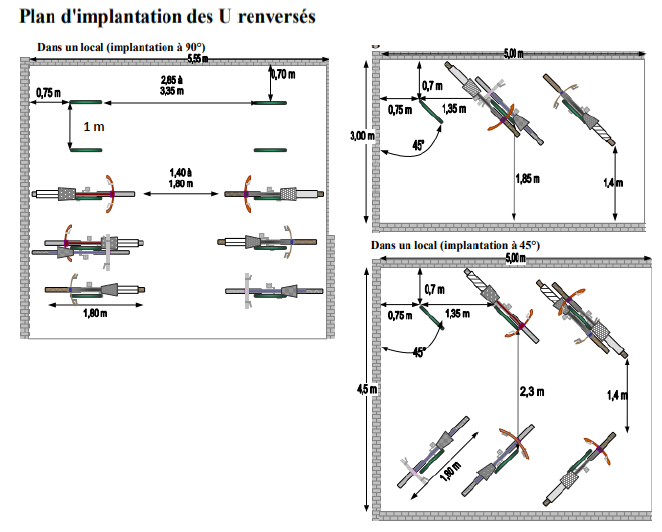 Plan d'implantation des U renversés
Dans un local (implantation à 90°)
5,55 m
0,70 m
0,75 m
2,85 à
3,35 m
1 m
1,40 à
1,80 m
1,80 m
5,00 m
0,7 m
0,75 m
1,35 m
3,00 m
45°
1,85 m
1,4 m
Dans un local (implantation à 45°)
5,00 m
0,7 m
0,75 m
1,35 m
45°
4,5 m
2,3 m
1,4 m
1,80 m